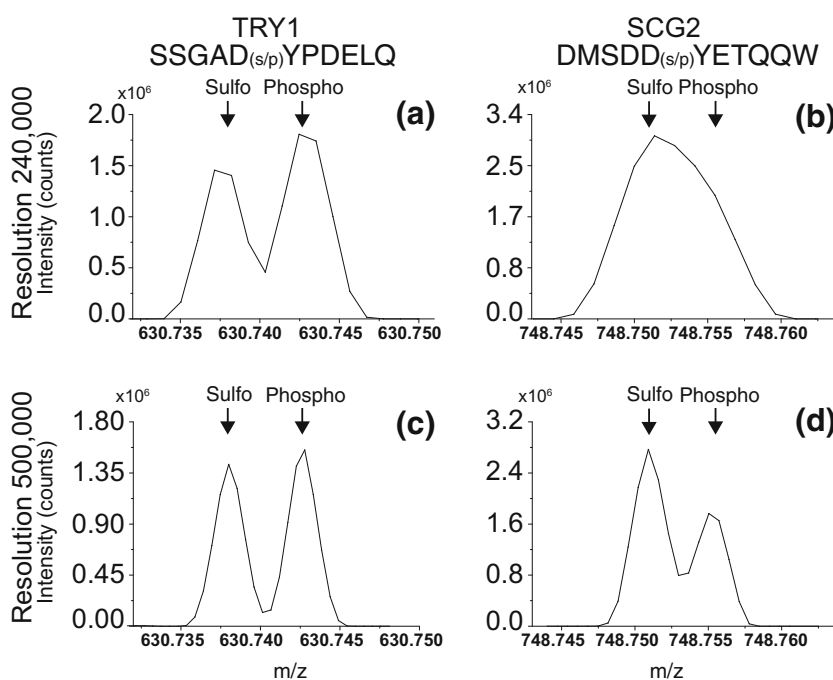 TRY1
SSGAD(s/p)YPDELQ
SCG2
DMSDD(s/p)YETQQW
Resolution 240,000
Intensity (counts)
x10⁶
Sulfo
Phospho
(a)
2.0
1.5
1.0
0.5
0.0
630.735
630.740
630.745
630.750
x10⁶
Sulfo
Phospho
(b)
3.4
2.5
1.7
0.8
0.0
748.745
748.750
748.755
748.760
Resolution 500,000
Intensity (counts)
x10⁶
Sulfo
Phospho
(c)
1.80
1.35
0.90
0.45
0.00
630.735
630.740
630.745
630.750
m/z
x10⁶
Sulfo
Phospho
(d)
3.2
2.4
1.6
0.8
0.0
748.745
748.750
748.755
748.760
m/z